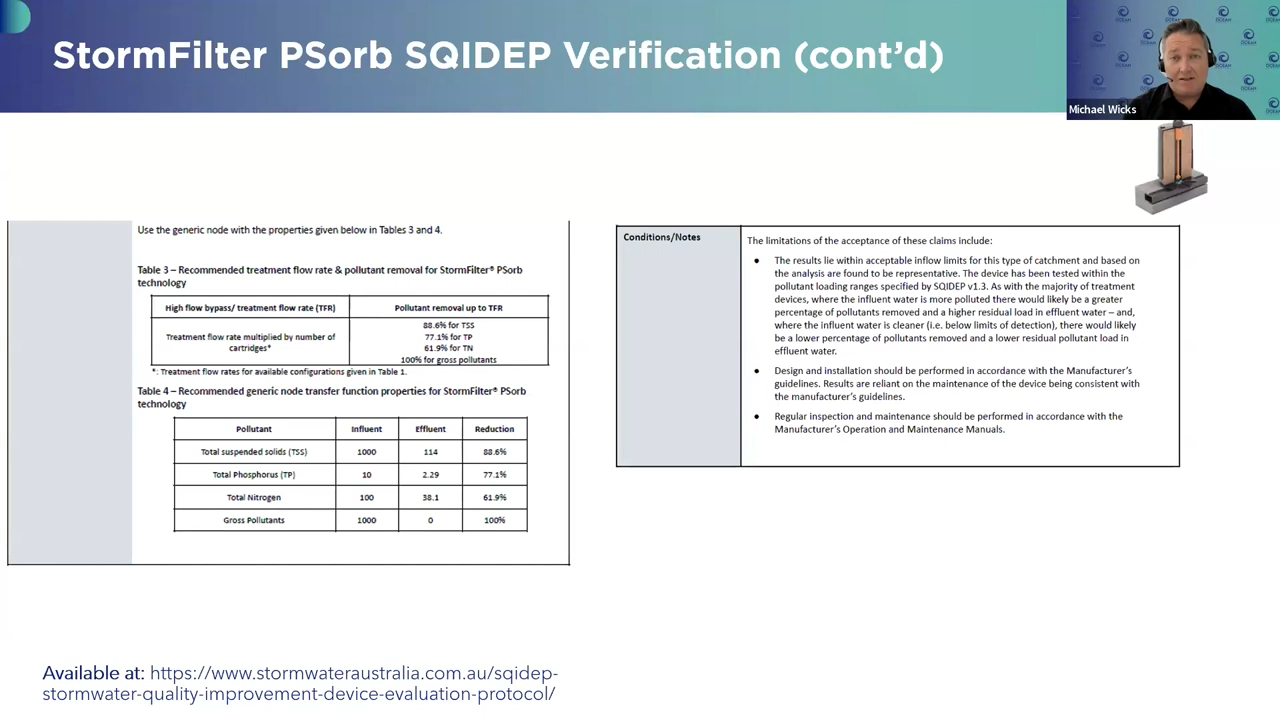 StormFilter PSorb SQIDEP Verification (cont'd)
Michael Wicks
Use the generic node with the properties given below in Tables 3 and 4.
Table 3 – Recommended treatment flow rate & pollutant removal for StormFilter® PSorb
technology
High flow bypass/ treatment flow rate (TFR)
Pollutant removal up to TFR
Treatment flow rate multiplied by number of
cartridges*
88.6% for TSS
77.1% for TP
61.9% for TN
100% for gross pollutants
*: Treatment flow rates for available configurations given in Table 1.
Table 4 – Recommended generic node transfer function properties for StormFilter® PSorb
technology
Pollutant Influent Effluent Reduction
Total suspended solids (TSS) 1000 114 88.6%
Total Phosphorus (TP) 10 2.29 77.1%
Total Nitrogen 100 38.1 61.9%
Gross Pollutants 1000 0 100%
Conditions/Notes
The limitations of the acceptance of these claims include:
● The results lie within acceptable inflow limits for this type of catchment and based on
the analysis are found to be representative. The device has been tested within the
pollutant loading ranges specified by SQIDEP v1.3. As with the majority of treatment
devices, where the influent water is more polluted there would likely be a greater
percentage of pollutants removed and a higher residual load in effluent water – and,
where the influent water is cleaner (i.e. below limits of detection), there would likely
be a lower percentage of pollutants removed and a lower residual pollutant load in
effluent water.
● Design and installation should be performed in accordance with the Manufacturer's
guidelines. Results are reliant on the maintenance of the device being consistent with
the manufacturer's guidelines.
● Regular inspection and maintenance should be performed in accordance with the
Manufacturer's Operation and Maintenance Manuals.
Available at: https://www.stormwateraustralia.com.au/sqidep-
stormwater-quality-improvement-device-evaluation-protocol/